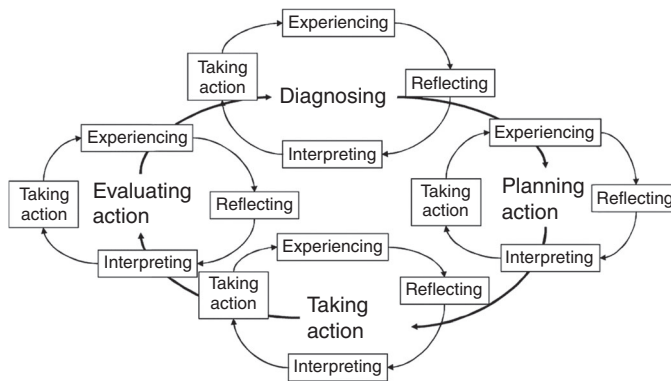 Experiencing
Taking
action
Reflecting
Diagnosing
Interpreting
Experiencing
Taking
action
Reflecting
Planning
action
Interpreting
Experiencing
Taking
action
Reflecting
Taking
action
Interpreting
Experiencing
Taking
action
Reflecting
Evaluating
action
Interpreting